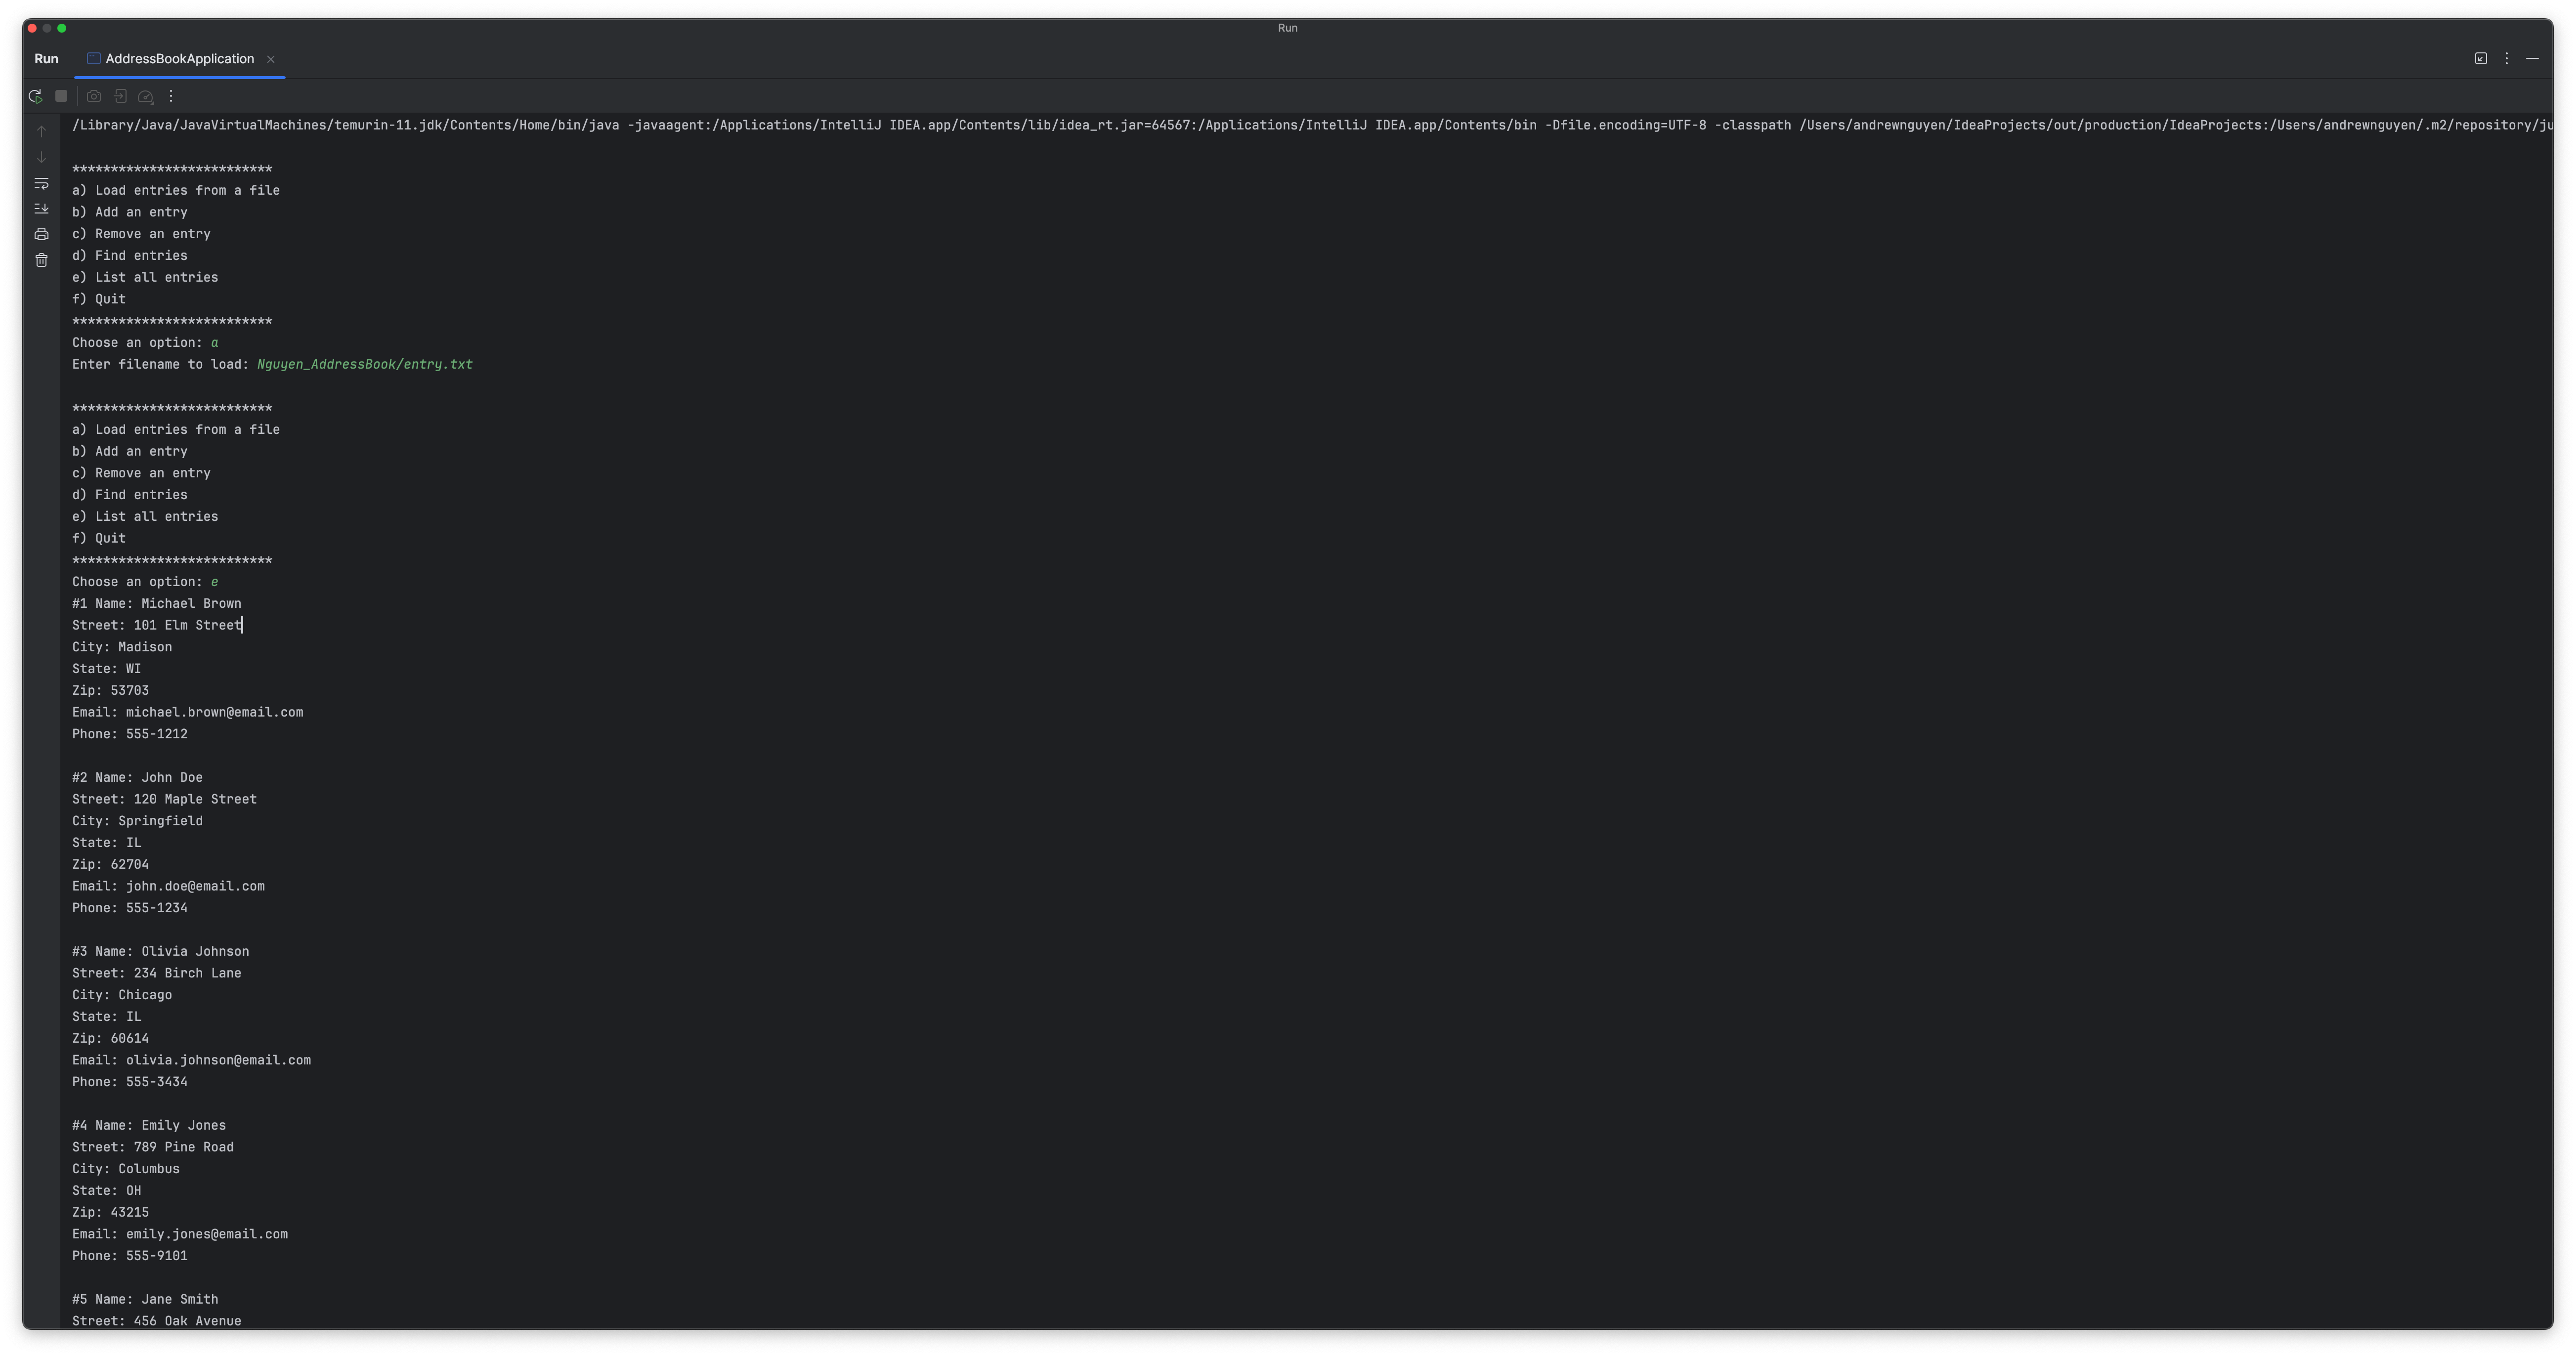 Run
Run
AddressBookApplication
/Library/Java/JavaVirtualMachines/temurin-11.jdk/Contents/Home/bin/java -javaagent:/Applications/IntelliJ IDEA.app/Contents/lib/idea_rt.jar=64567:/Applications/IntelliJ IDEA.app/Contents/bin -Dfile.encoding=UTF-8 -classpath /Users/andrewnguyen/IdeaProjects/out/production/IdeaProjects:/Users/andrewnguyen/.m2/repository/ju
**************************
a) Load entries from a file
b) Add an entry
c) Remove an entry
d) Find entries
e) List all entries
f) Quit
**************************
Choose an option: a
Enter filename to load: Nguyen_AddressBook/entry.txt
**************************
a) Load entries from a file
b) Add an entry
c) Remove an entry
d) Find entries
e) List all entries
f) Quit
**************************
Choose an option: e
#1 Name: Michael Brown
Street: 101 Elm Street
City: Madison
State: WI
Zip: 53703
Email: michael.brown@email.com
Phone: 555-1212
#2 Name: John Doe
Street: 120 Maple Street
City: Springfield
State: IL
Zip: 62704
Email: john.doe@email.com
Phone: 555-1234
#3 Name: Olivia Johnson
Street: 234 Birch Lane
City: Chicago
State: IL
Zip: 60614
Email: olivia.johnson@email.com
Phone: 555-3434
#4 Name: Emily Jones
Street: 789 Pine Road
City: Columbus
State: OH
Zip: 43215
Email: emily.jones@email.com
Phone: 555-9101
#5 Name: Jane Smith
Street: 456 Oak Avenue